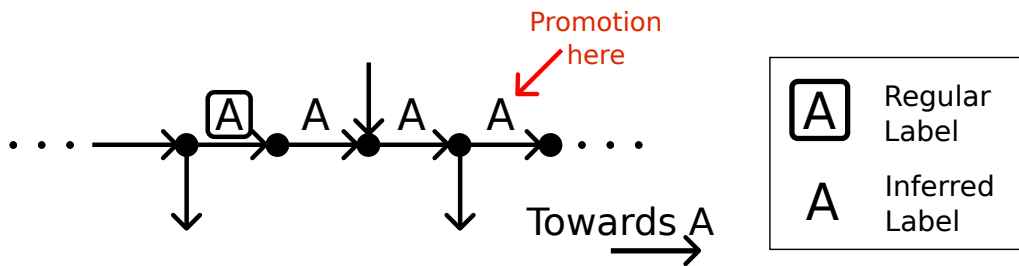 Promotion
here
A A A A
Towards A
A Regular
Label
A Inferred
Label